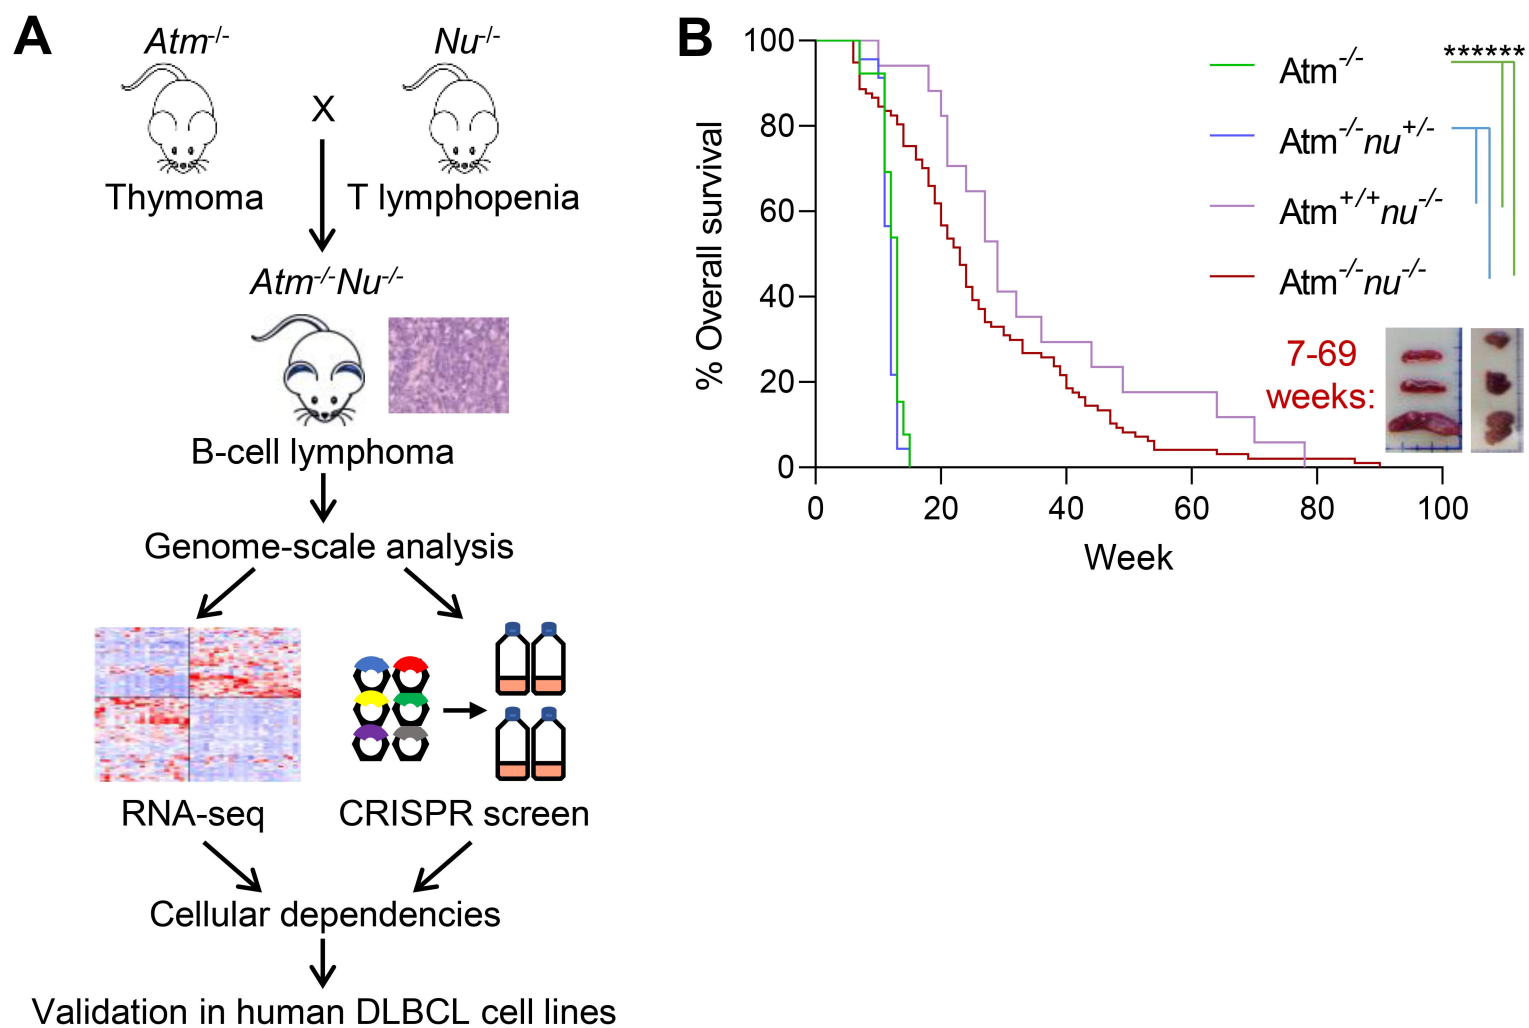 A
Atm-/-
Nu-/-
X
Thymoma
T lymphopenia
Atm-/-Nu-/-
B-cell lymphoma
Genome-scale analysis
RNA-seq
CRISPR screen
Cellular dependencies
Validation in human DLBCL cell lines
B
% Overall survival
100
80
60
40
20
0
0 20 40 60 80 100
Week
Atm-/-
Atm-/-nu+/-
Atm+/+nu-/-
Atm-/-nu-/-
******
7-69
weeks: